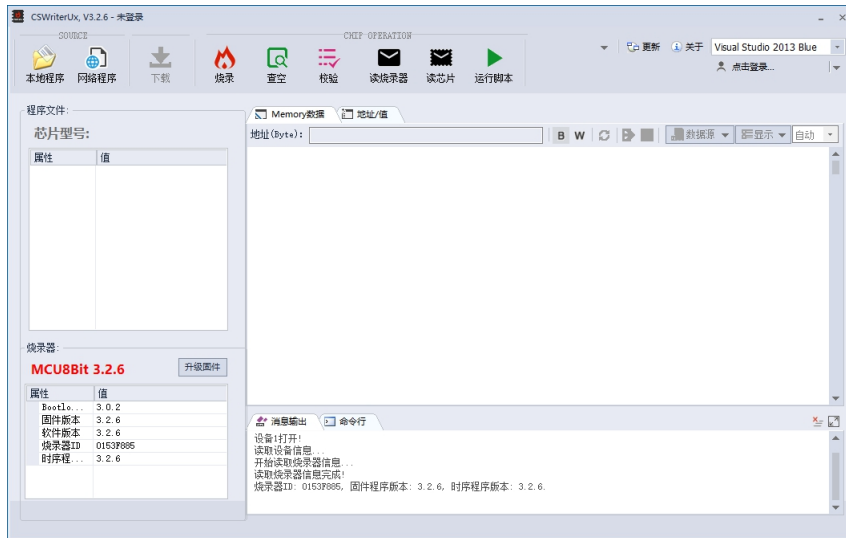 CSWriterUx, V3.2.6 - 未登录
SOURCE
CHIP OPERATION
本地程序 网络程序 下载 烧录 查空 校验 读烧录器 读芯片 运行脚本
更新 关于 Visual Studio 2013 Blue
点击登录...
程序文件:
芯片型号:
属性 值
Memory数据 地址/值
地址(Byte): B W 数据源 显示 自动
烧录器:
MCU8Bit 3.2.6 升级固件
属性 值
Bootlo... 3.0.2
固件版本 3.2.6
软件版本 3.2.6
烧录器ID 0153F885
时序程... 3.2.6
消息输出 命令行
设备1打开!
读取设备信息...
开始读取烧录器信息...
读取烧录器信息完成!
烧录器ID: 0153F885, 固件程序版本: 3.2.6, 时序程序版本: 3.2.6.